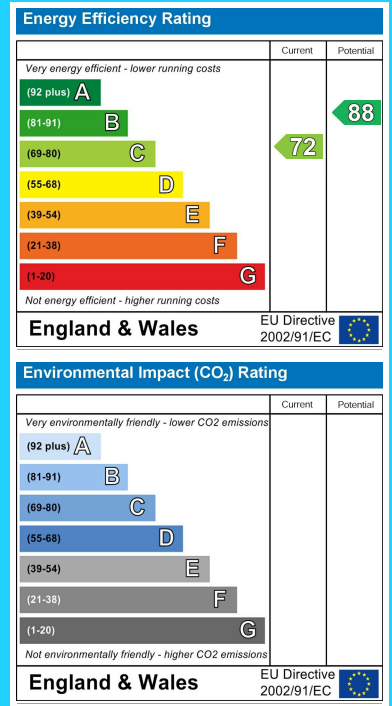 Energy Efficiency Rating
Current Potential
Very energy efficient - lower running costs
(92 plus) A
(81-91) B
88
(69-80) C
72
(55-68) D
(39-54) E
(21-38) F
(1-20) G
Not energy efficient - higher running costs
England & Wales
EU Directive
2002/91/EC
Environmental Impact (CO₂) Rating
Current Potential
Very environmentally friendly - lower CO2 emissions
(92 plus) A
(81-91) B
(69-80) C
(55-68) D
(39-54) E
(21-38) F
(1-20) G
Not environmentally friendly - higher CO2 emissions
England & Wales
EU Directive
2002/91/EC